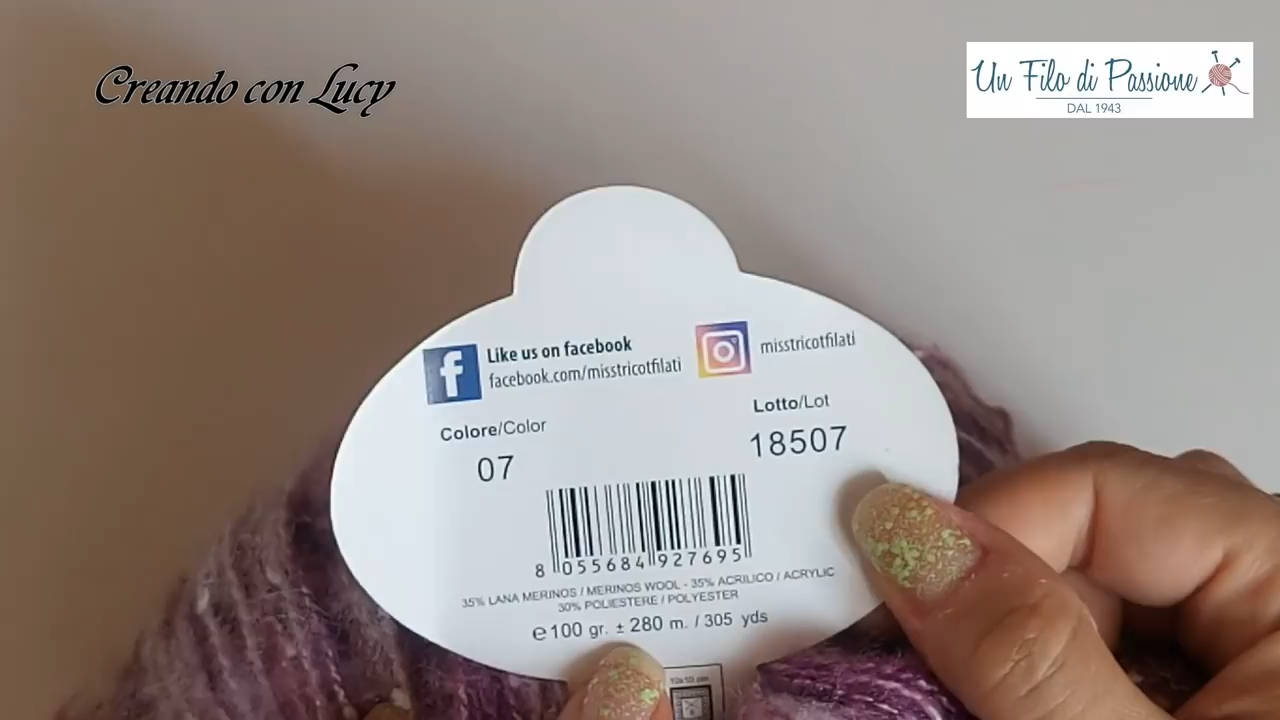 Creando con Lucy
Un Filo di Passione
DAL 1943
Like us on facebook
facebook.com/misstricotfilati
misstricotfilati
Colore/Color
07
Lotto/Lot
18507
8 055684 927695
35% LANA MERINOS / MERINOS WOOL - 35% ACRILICO / ACRYLIC
30% POLIESTERE / POLYESTER
e 100 gr. ± 280 m. / 305 yds